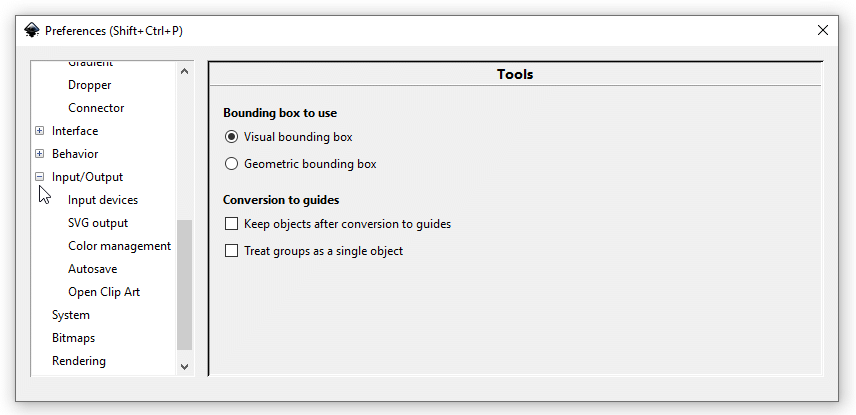 Preferences (Shift+Ctrl+P)
Gradient
Dropper
Connector
Interface
Behavior
Input/Output
Input devices
SVG output
Color management
Autosave
Open Clip Art
System
Bitmaps
Rendering
Tools
Bounding box to use
Visual bounding box
Geometric bounding box
Conversion to guides
Keep objects after conversion to guides
Treat groups as a single object